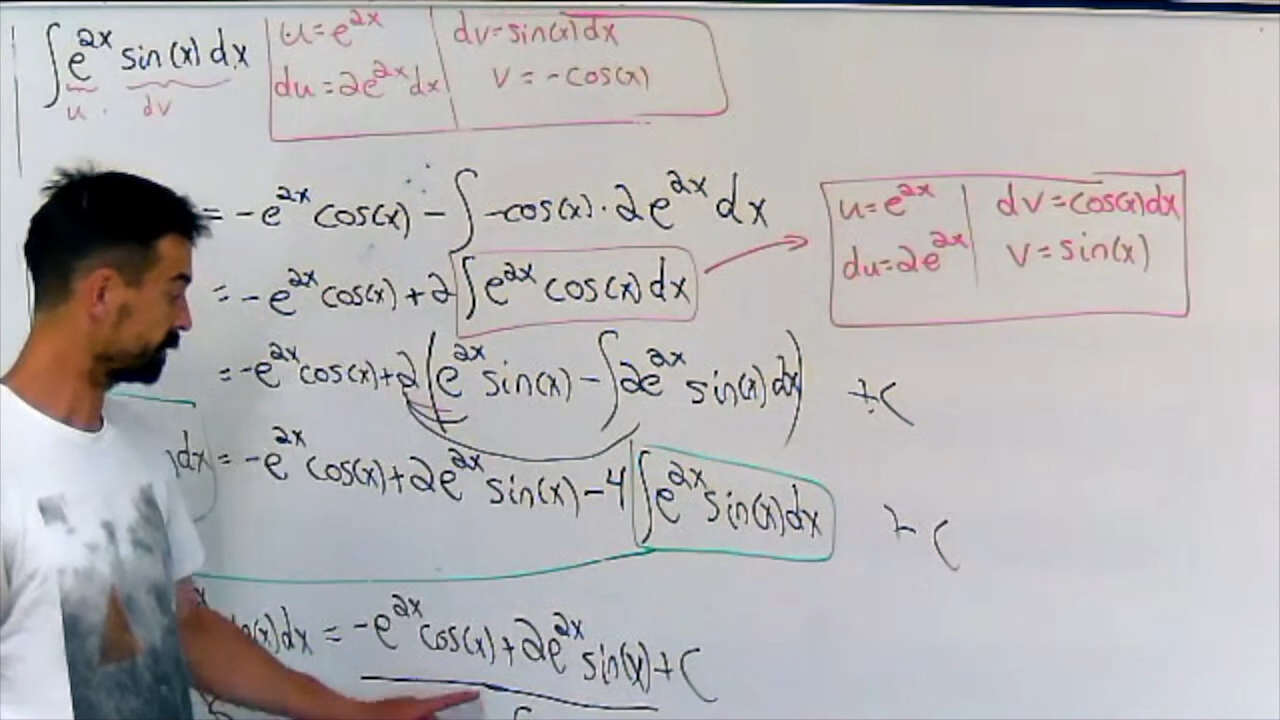 ∫e^{2x} sin(x) dx | u=e^{2x} | dv=sin(x)dx
u dv | du=2e^{2x}dx | v=-cos(x)
= -e^{2x} cos(x) - ∫-cos(x)·2e^{2x} dx
= -e^{2x} cos(x) + 2∫e^{2x} cos(x) dx
u=e^{2x} | dv=cos(x)dx
du=2e^{2x} | v=sin(x)
= -e^{2x} cos(x) + 2(e^{2x} sin(x) - ∫2e^{2x} sin(x) dx) + C
dx = -e^{2x} cos(x) + 2e^{2x} sin(x) - 4∫e^{2x} sin(x) dx + C
(x)dx = -e^{2x} cos(x) + 2e^{2x} sin(x) + C